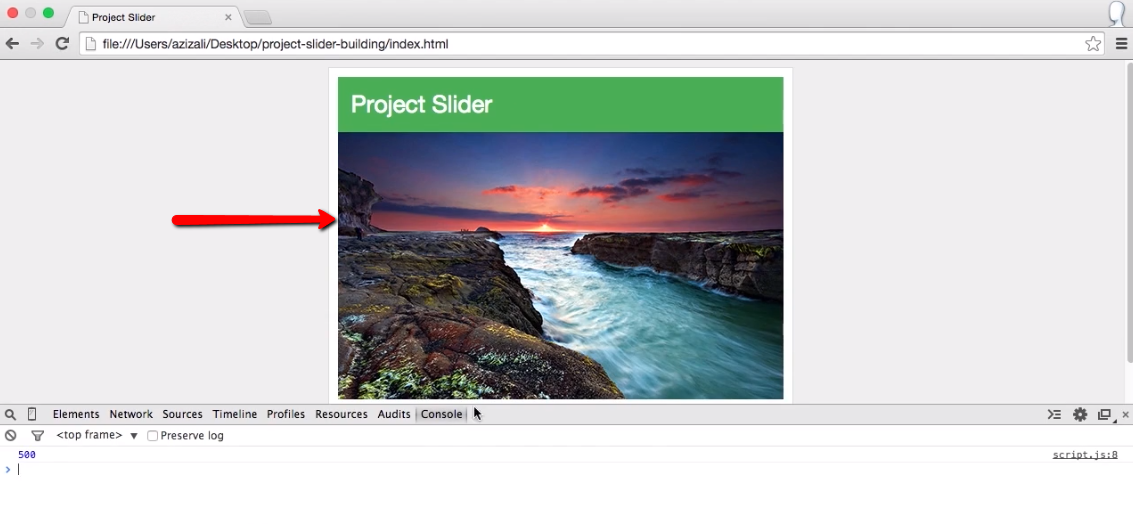 Project Slider
file:///Users/azizali/Desktop/project-slider-building/index.html
Project Slider
Elements Network Sources Timeline Profiles Resources Audits Console
<top frame> ▼ Preserve log
500 script.js:8